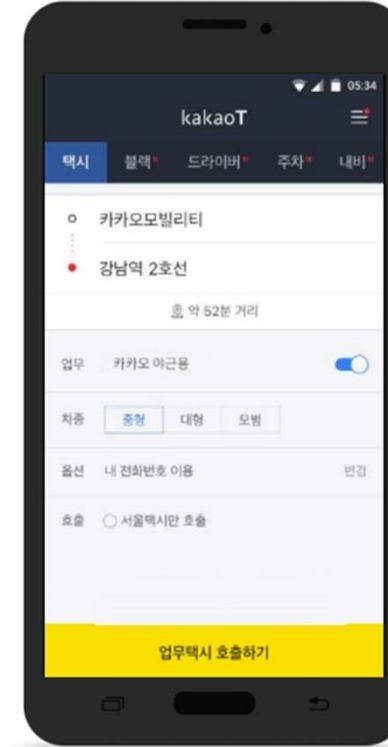 05:34
kakaoT
택시 블랙 드라이버 주차 내비
카카오모빌리티
강남역 2호선
약 52분 거리
업무 카카오 야근용
차종 중형 대형 모범
옵션 내 전화번호 이용 변경
호출 서울택시만 호출
업무택시 호출하기